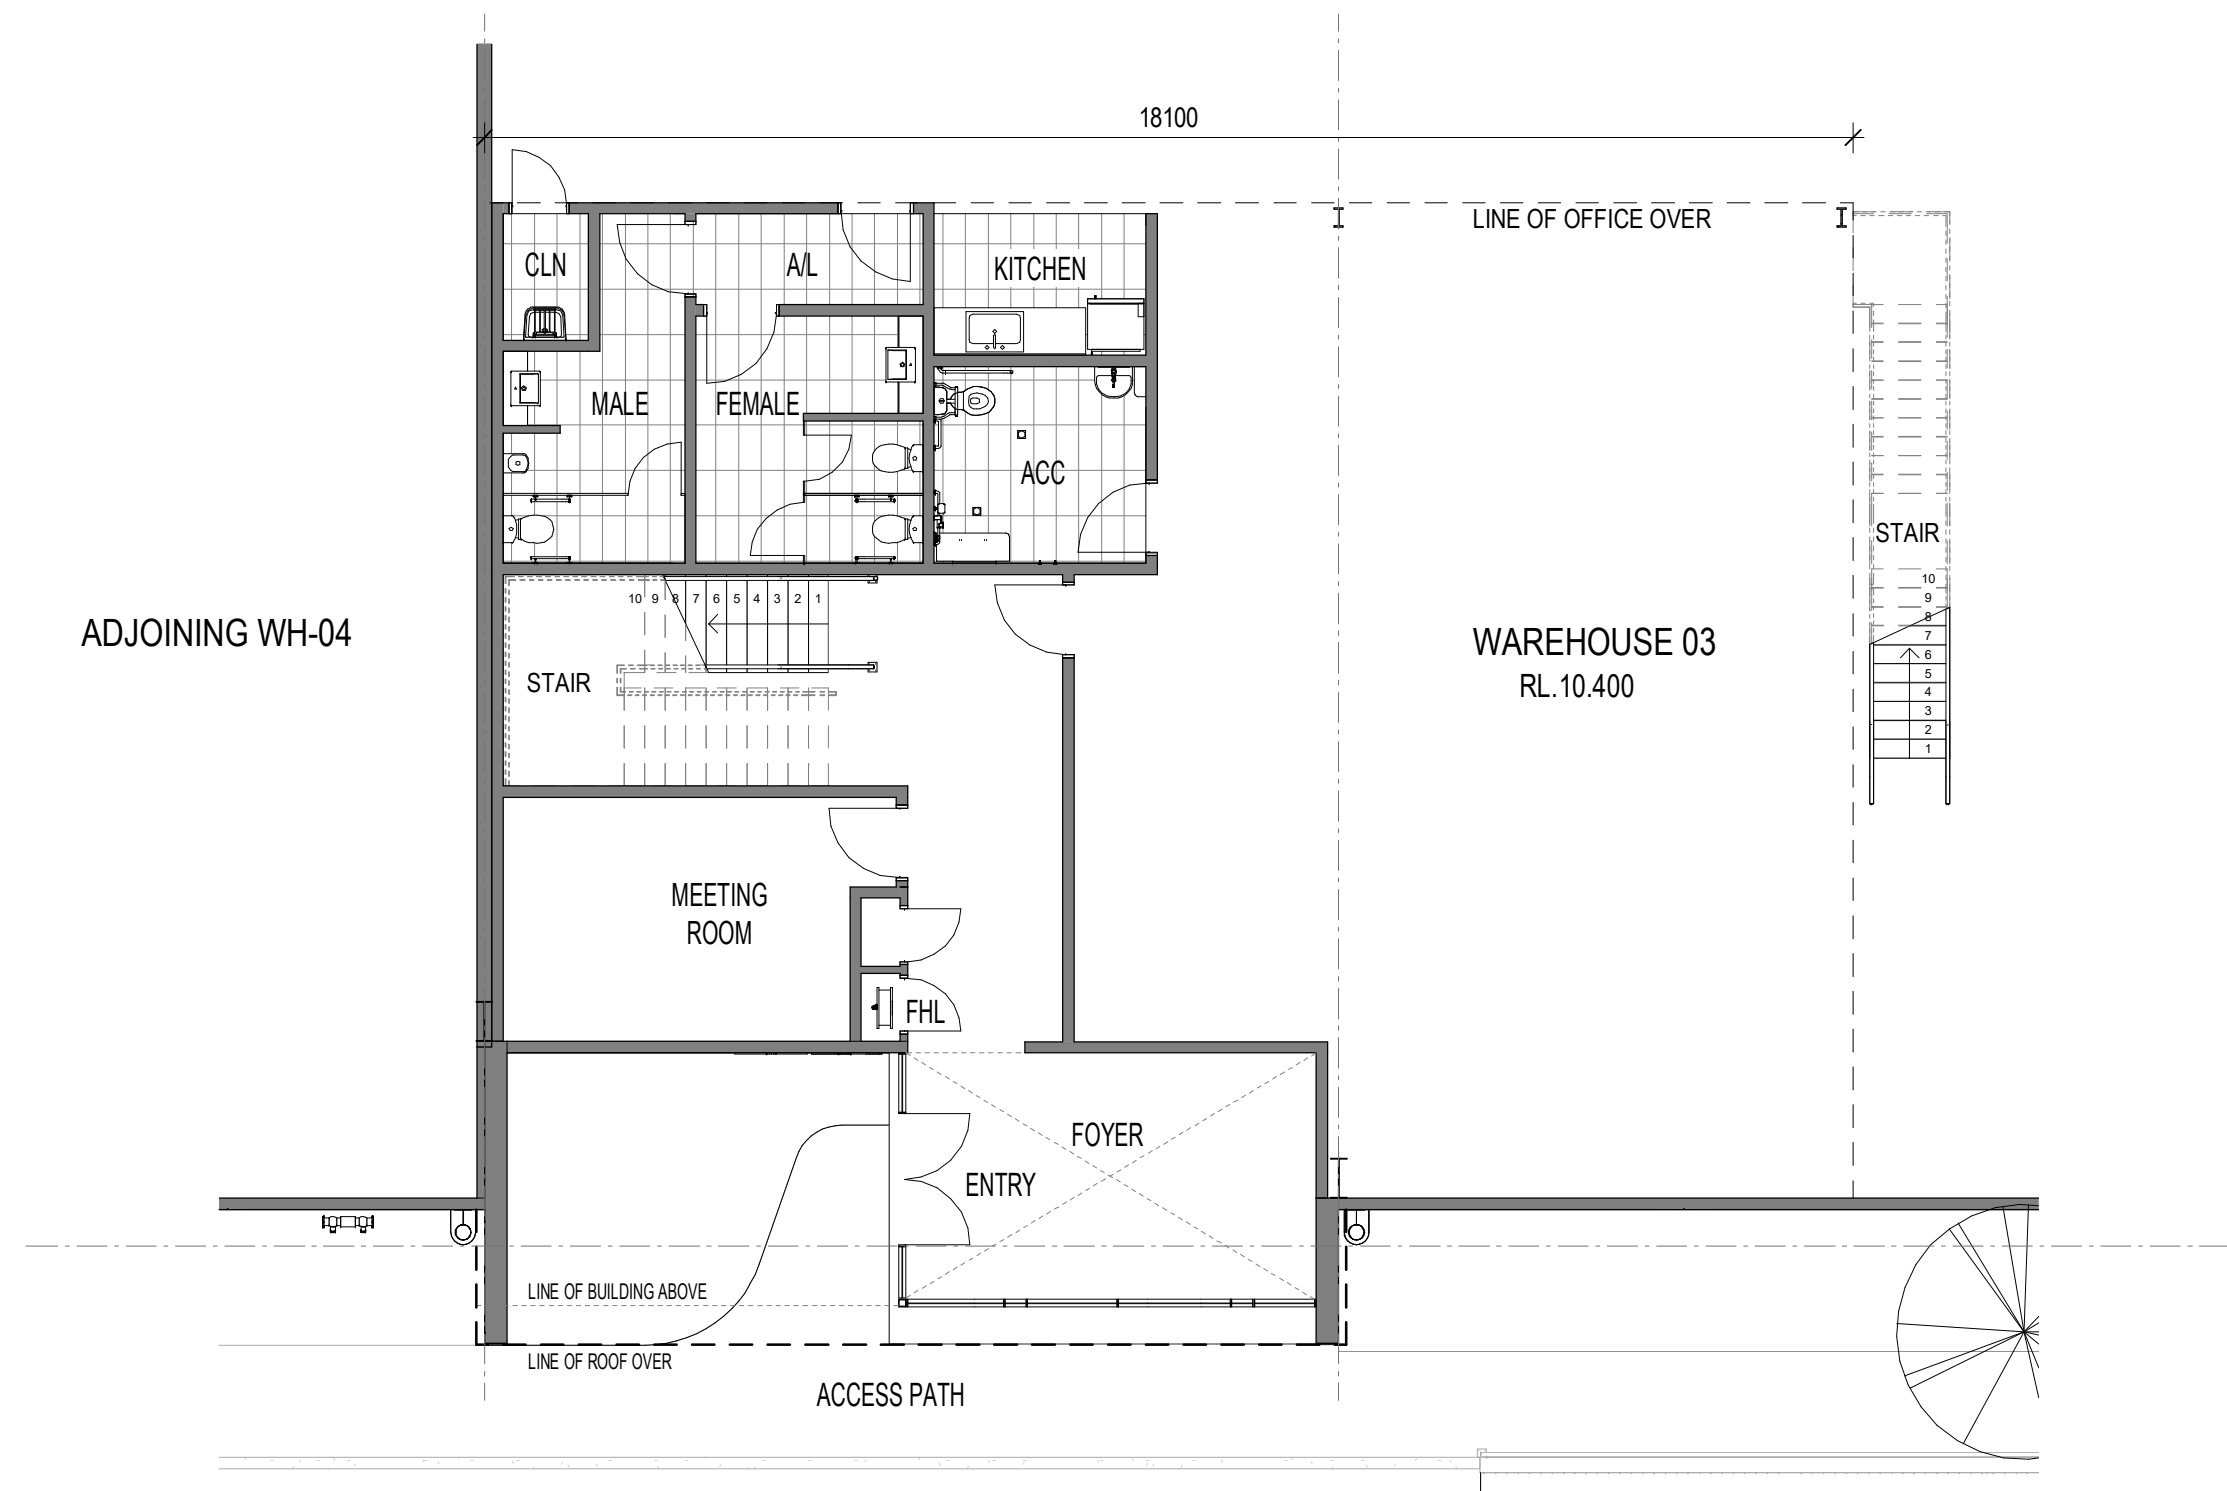 18100
LINE OF OFFICE OVER
CLN
A/L
KITCHEN
MALE
FEMALE
ACC
STAIR
10
9
8
7
6
5
4
3
2
1
10 9 8 7 6 5 4 3 2 1
ADJOINING WH-04
STAIR
WAREHOUSE 03
RL.10.400
MEETING
ROOM
FHL
FOYER
ENTRY
LINE OF BUILDING ABOVE
LINE OF ROOF OVER
ACCESS PATH